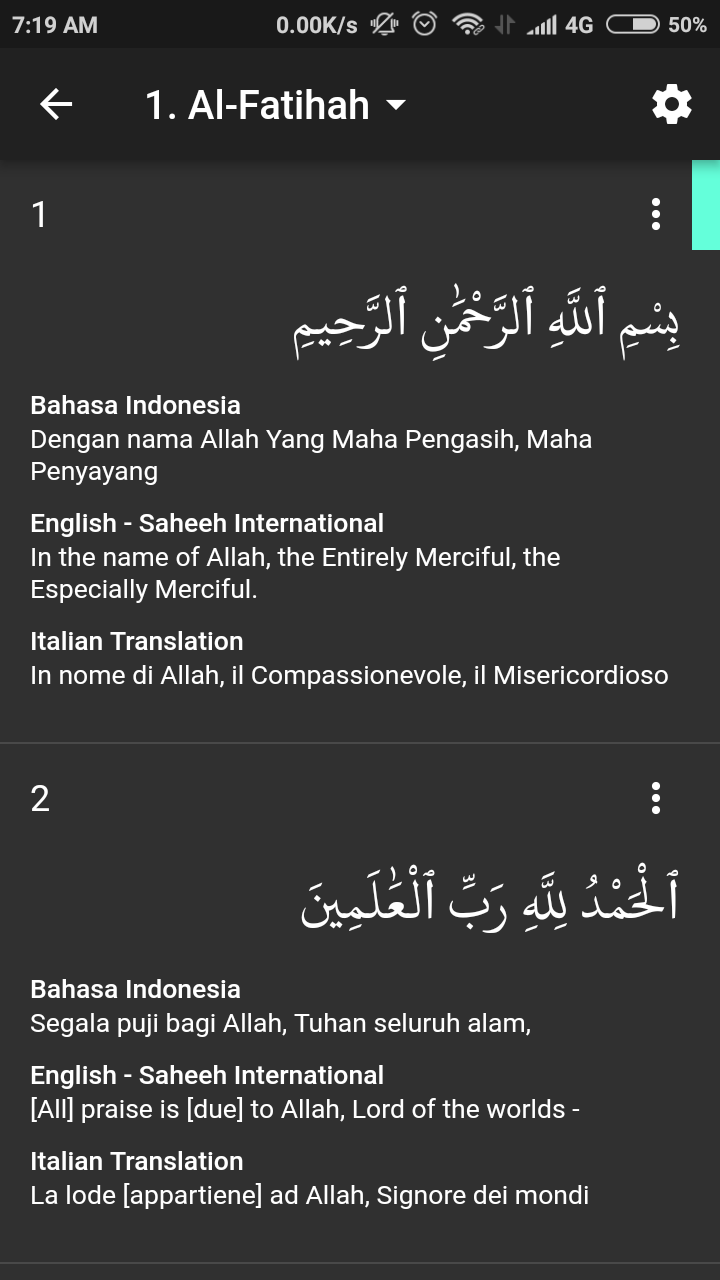 7:19 AM 0.00K/s 4G 50%
1. Al-Fatihah
1
بِسْمِ ٱللَّهِ ٱلرَّحْمَٰنِ ٱلرَّحِيمِ
Bahasa Indonesia
Dengan nama Allah Yang Maha Pengasih, Maha
Penyayang
English - Saheeh International
In the name of Allah, the Entirely Merciful, the
Especially Merciful.
Italian Translation
In nome di Allah, il Compassionevole, il Misericordioso
2
ٱلْحَمْدُ لِلَّهِ رَبِّ ٱلْعَٰلَمِينَ
Bahasa Indonesia
Segala puji bagi Allah, Tuhan seluruh alam,
English - Saheeh International
[All] praise is [due] to Allah, Lord of the worlds -
Italian Translation
La lode [appartiene] ad Allah, Signore dei mondi